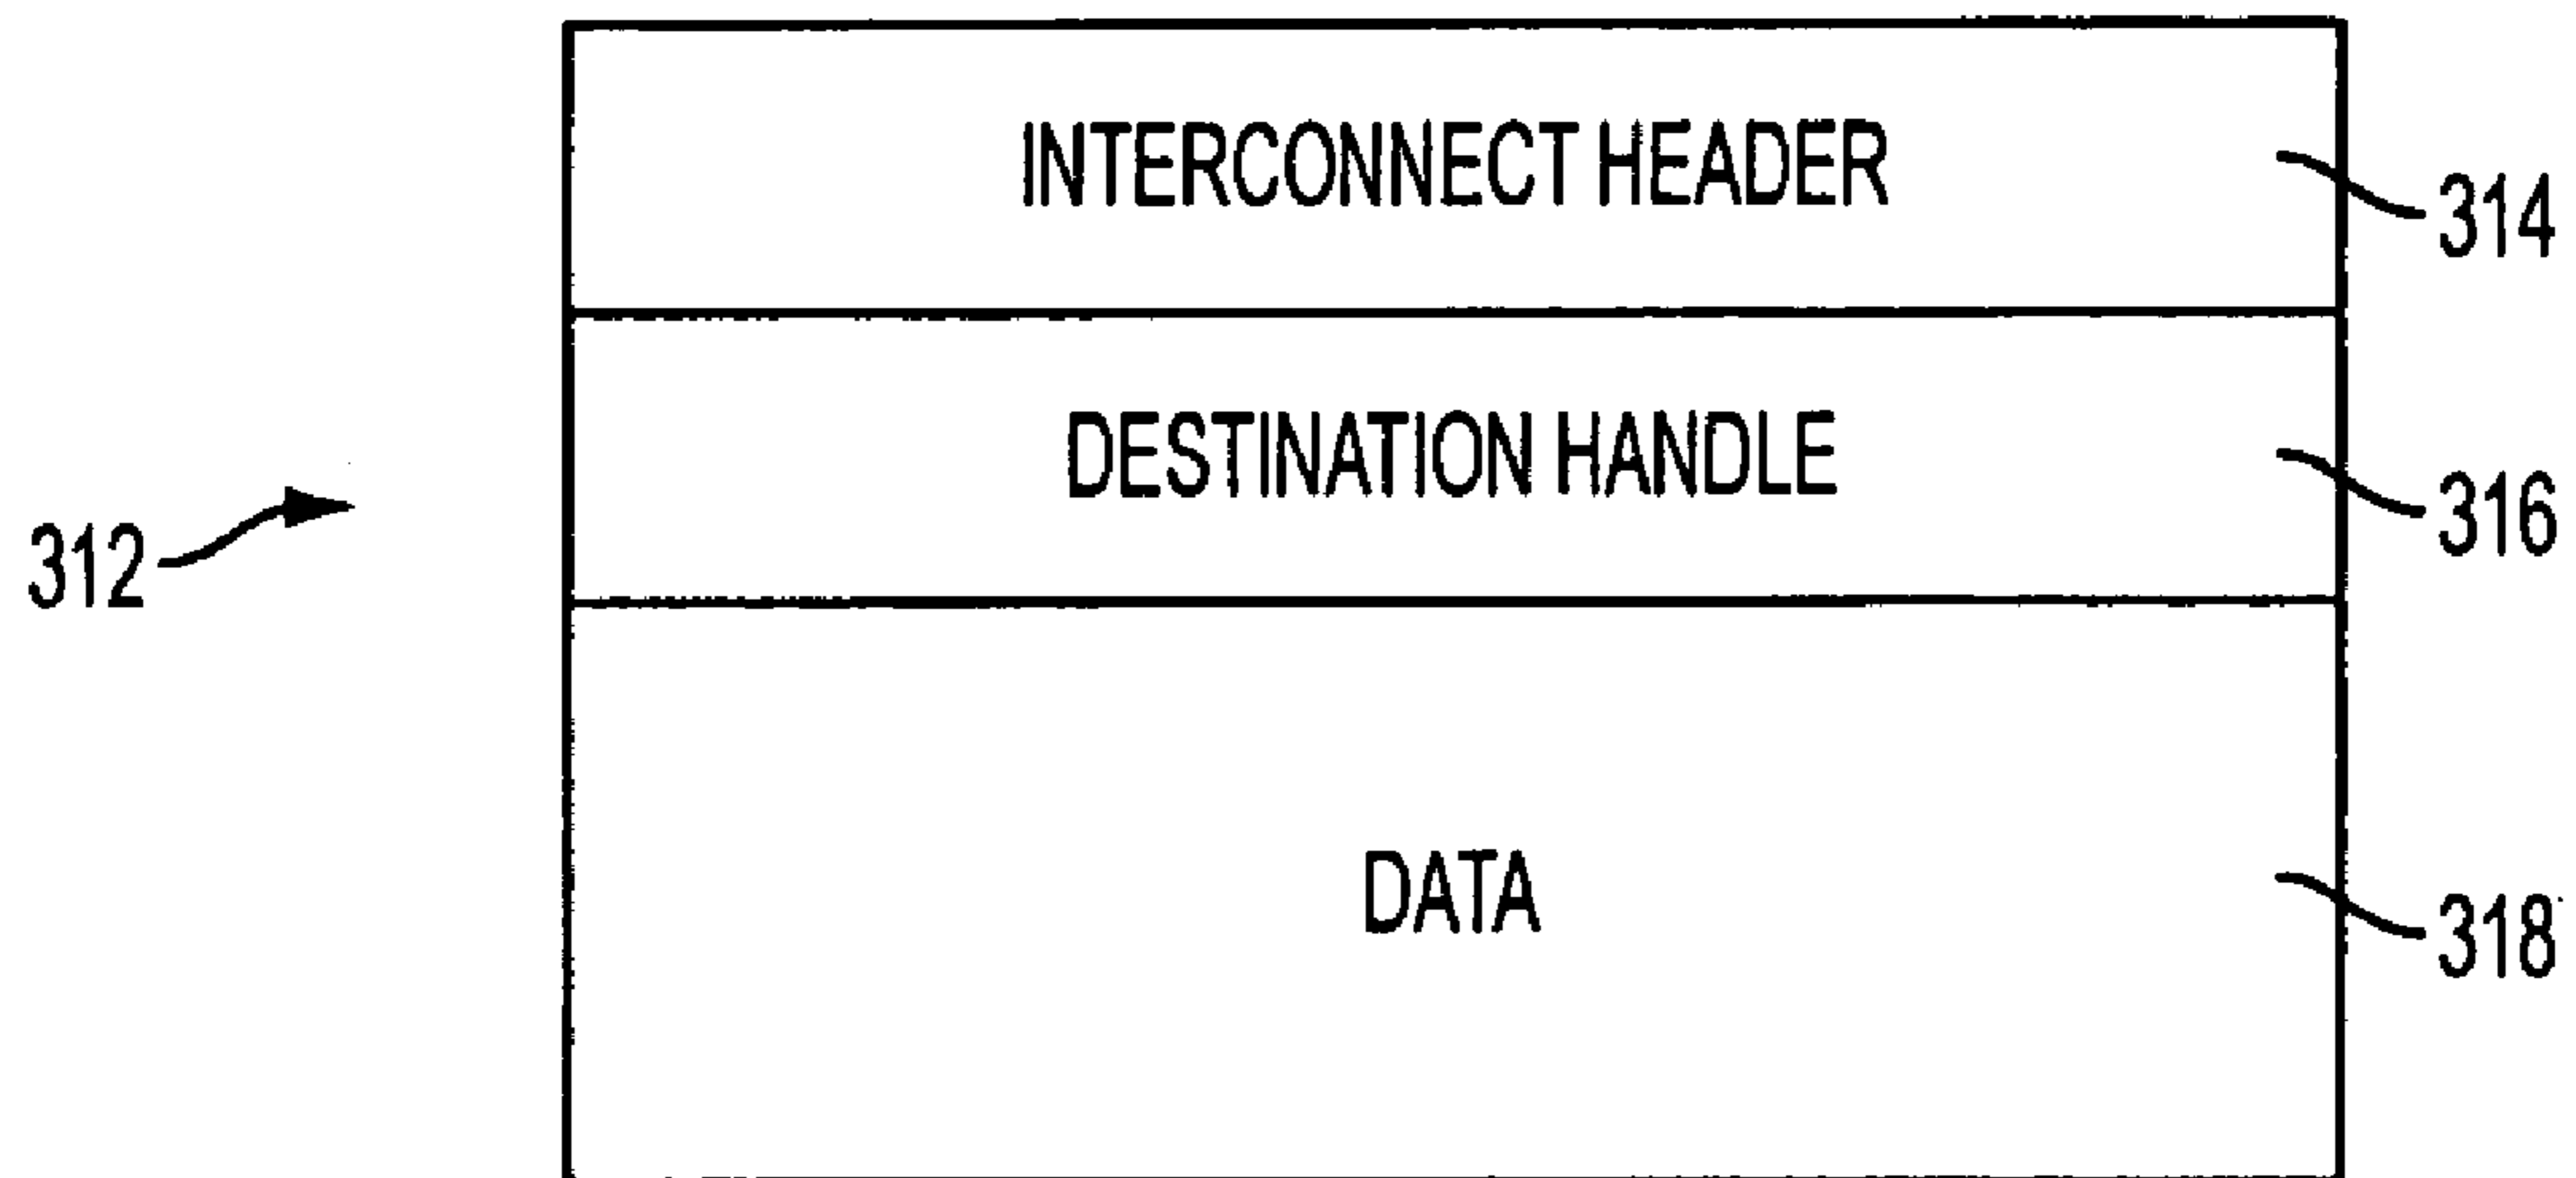 INTERCONNECT HEADER
314
DESTINATION HANDLE
316
312
DATA
318